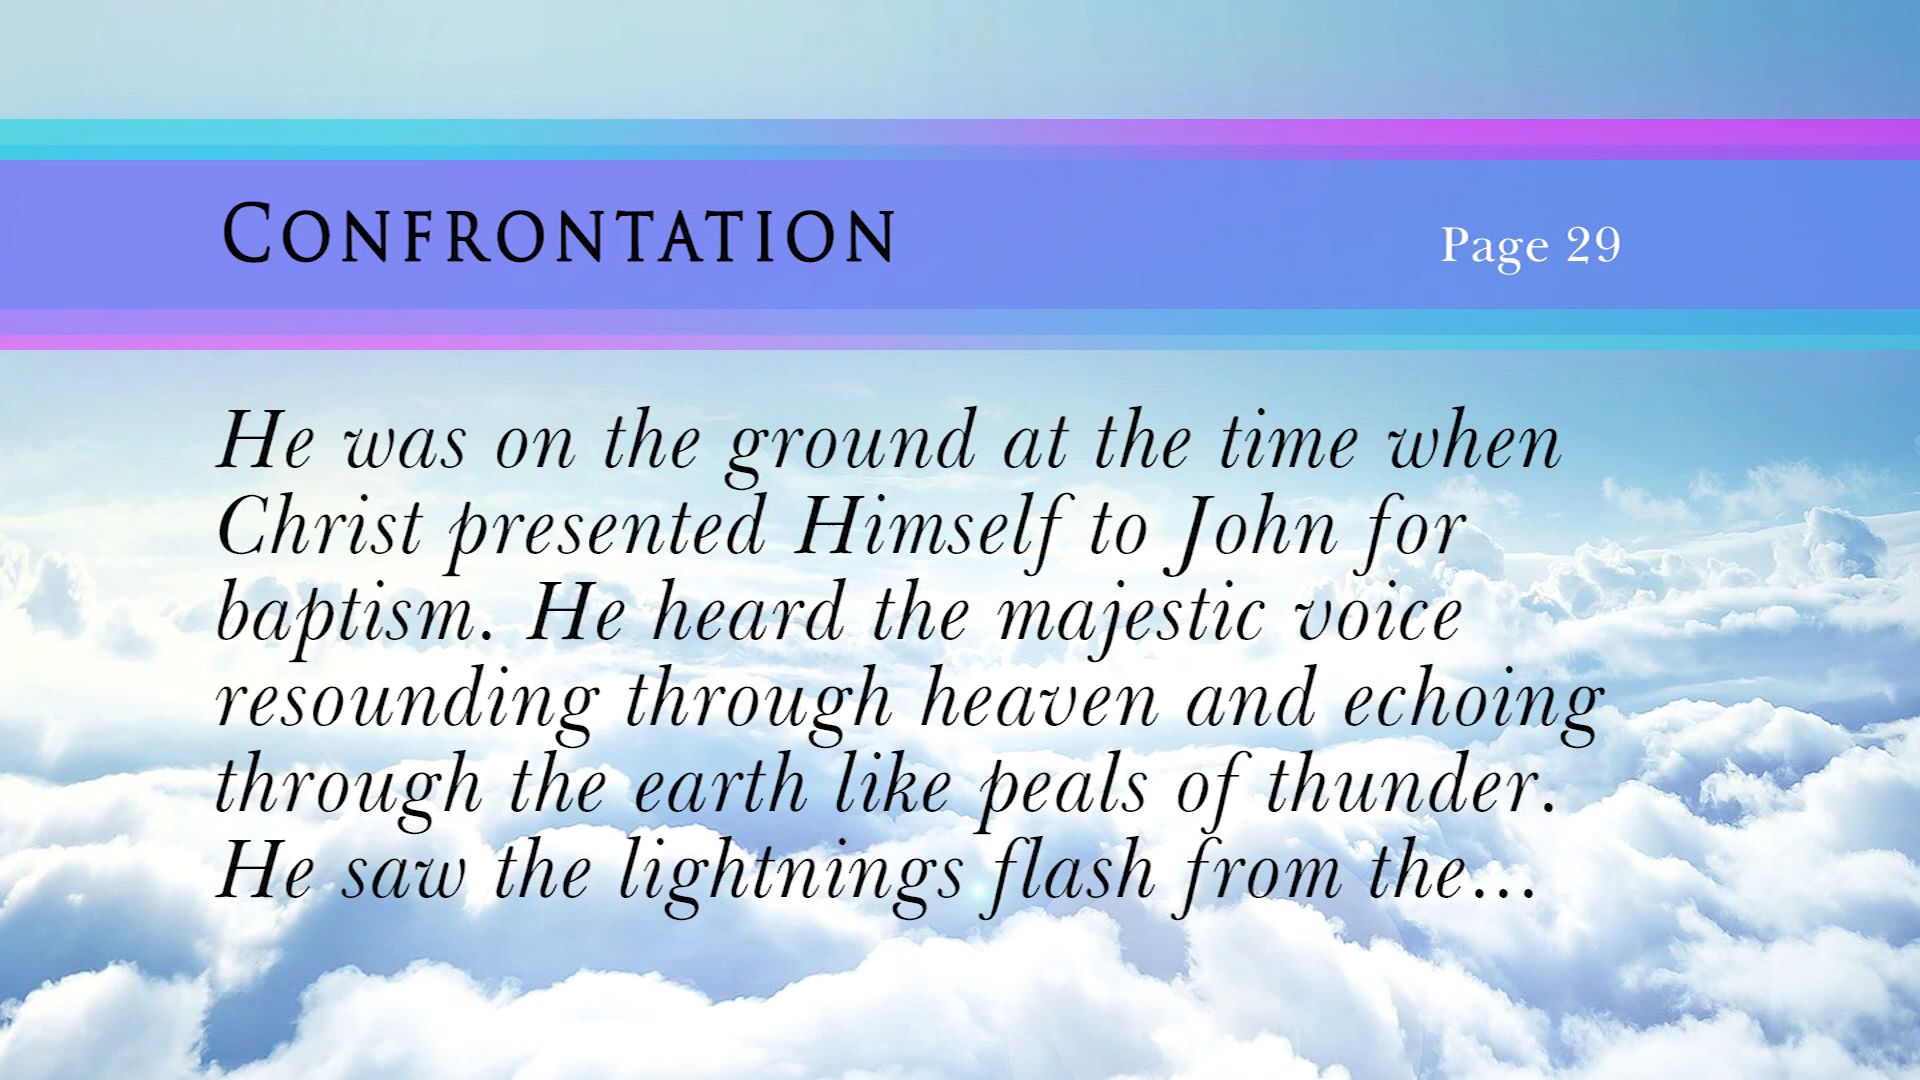 CONFRONTATION
Page 29
He was on the ground at the time when
Christ presented Himself to John for
baptism. He heard the majestic voice
resounding through heaven and echoing
through the earth like peals of thunder.
He saw the lightnings flash from the...